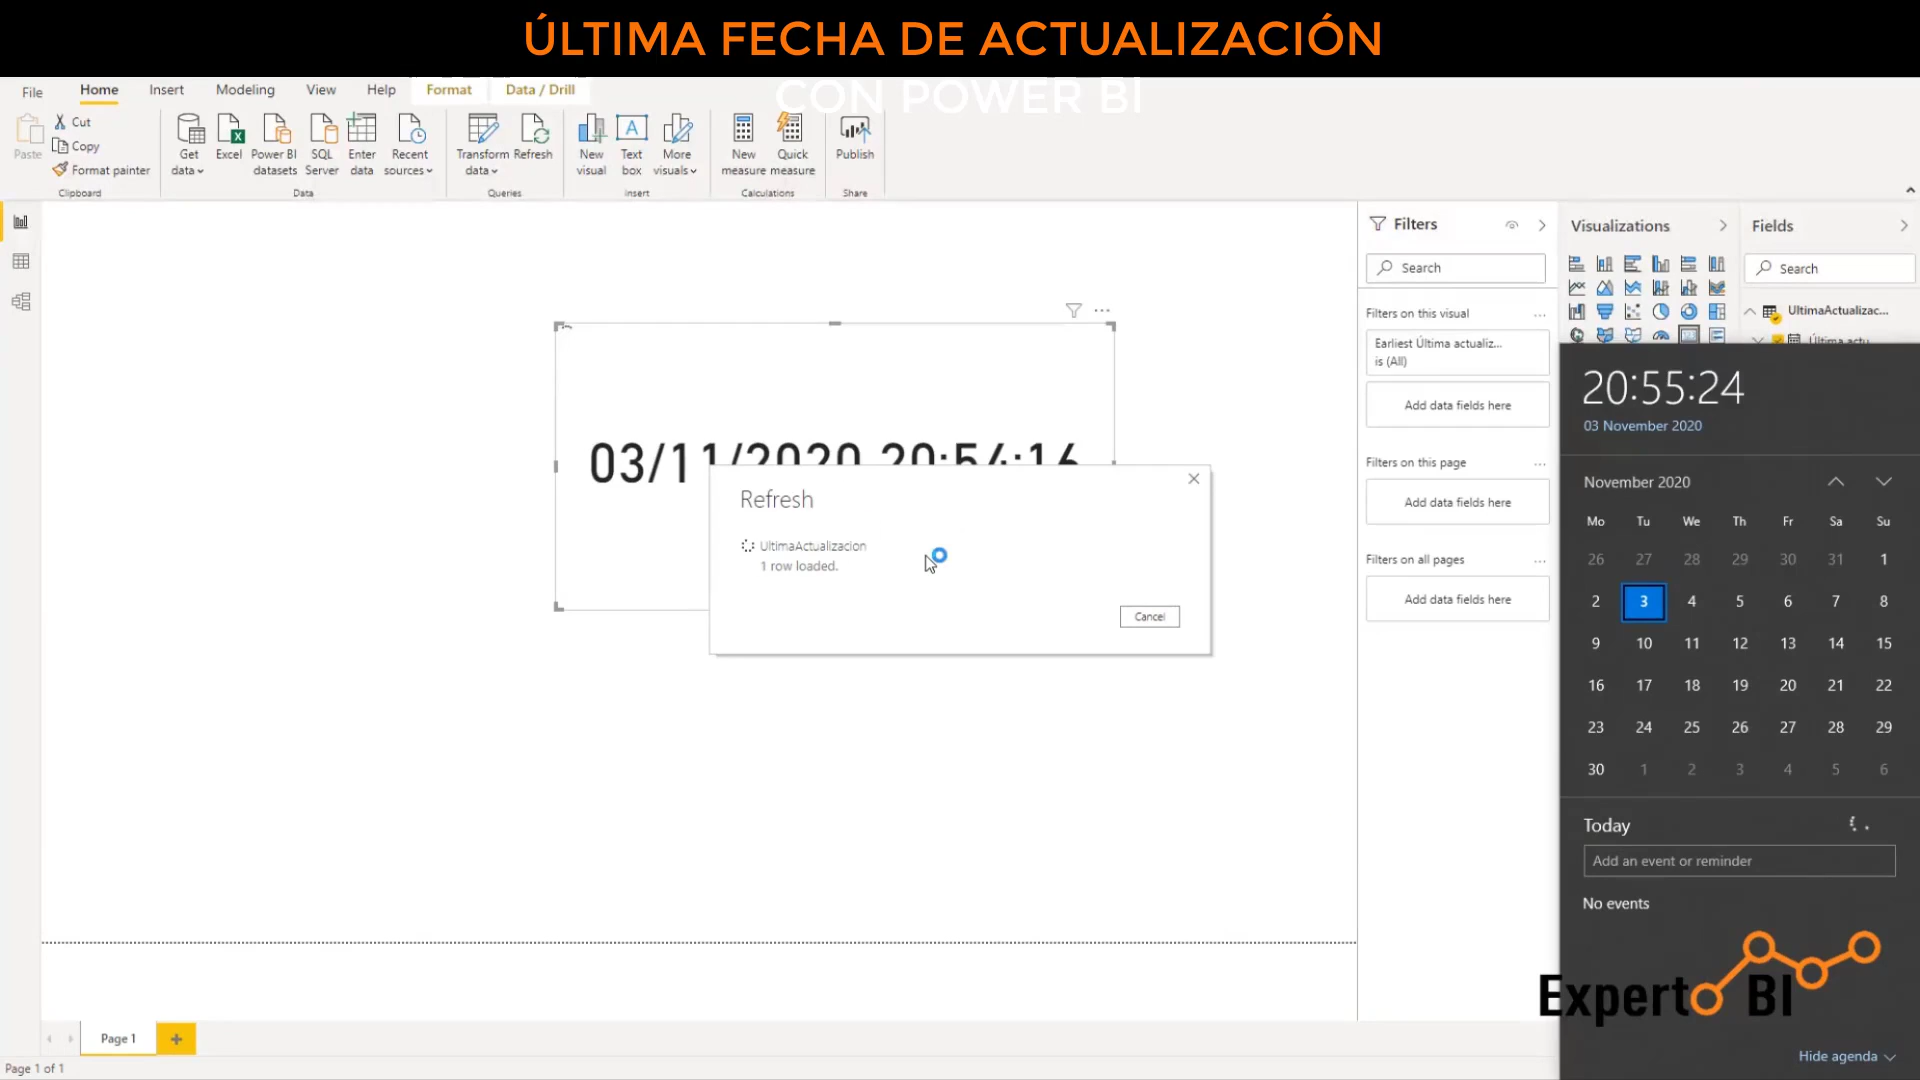 ÚLTIMA FECHA DE ACTUALIZACIÓN
CON POWER BI
File Home Insert Modeling View Help Format Data / Drill
Paste
Cut
Copy
Format painter
Clipboard
Get data
Excel
Power BI datasets
SQL Server
Enter data
Recent sources
Data
Transform data
Refresh
Queries
New visual
Text box
More visuals
Insert
New measure
Quick measure
Calculations
Publish
Share
03/11/2020 20:54:16
Refresh
UltimaActualizacion
1 row loaded.
Cancel
Filters
Search
Filters on this visual
Earliest Última actualiz...
is (All)
Add data fields here
Filters on this page
Add data fields here
Filters on all pages
Add data fields here
Visualizations
Fields
Search
UltimaActualizac...
Última actu
20:55:24
03 November 2020
November 2020
Mo Tu We Th Fr Sa Su
26 27 28 29 30 31 1
2 3 4 5 6 7 8
9 10 11 12 13 14 15
16 17 18 19 20 21 22
23 24 25 26 27 28 29
30 1 2 3 4 5 6
Today
Add an event or reminder
No events
Experto BI
Hide agenda
Page 1
Page 1 of 1